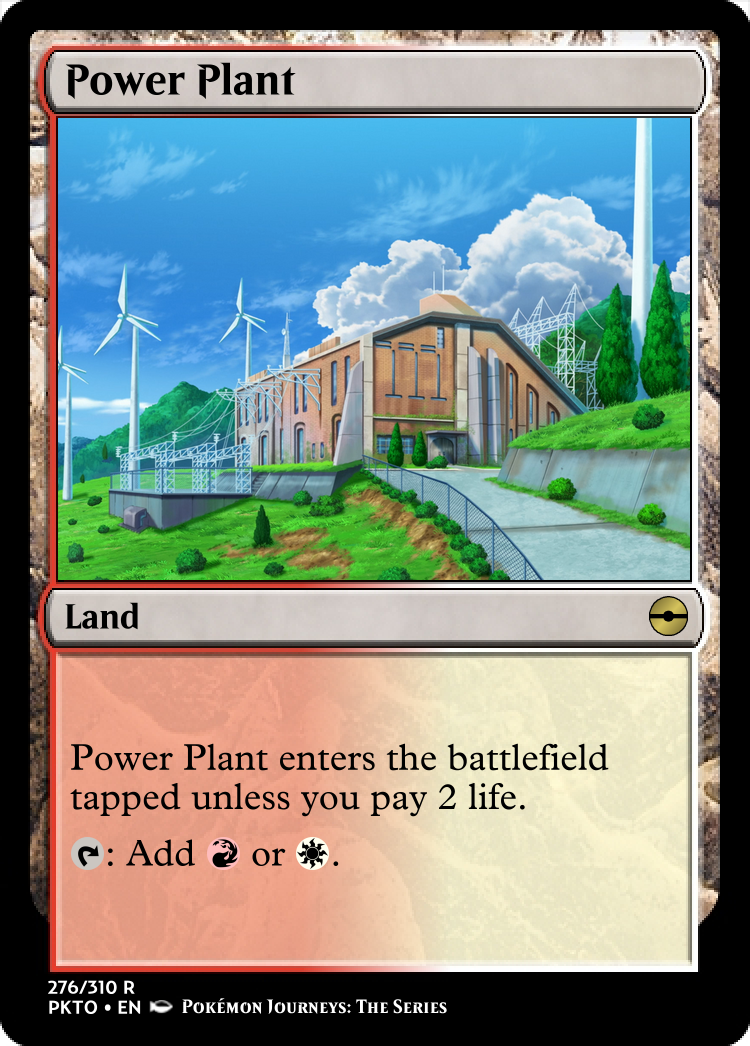 Power Plant
Land
Power Plant enters the battlefield
tapped unless you pay 2 life.
: Add or .
276/310 R
PKTO • EN Pokémon Journeys: The Series